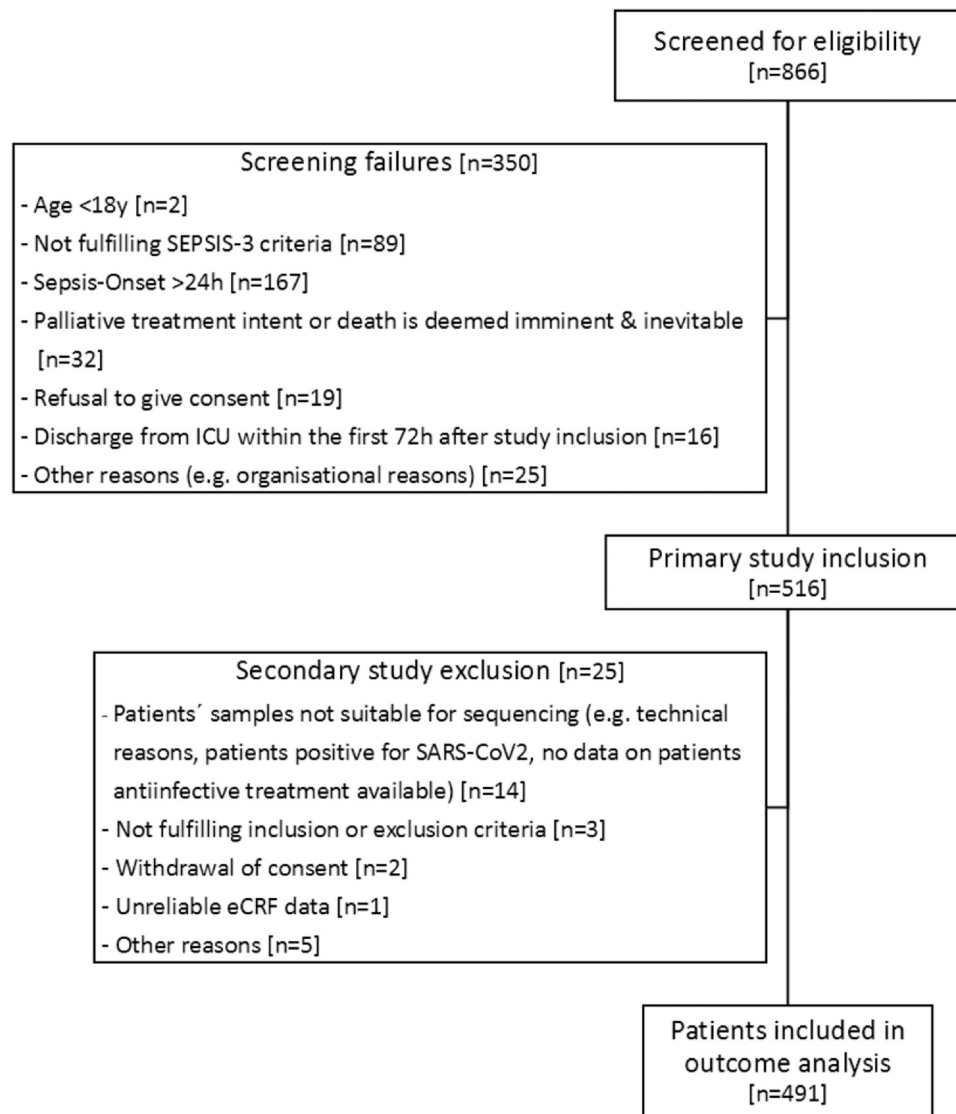 Screened for eligibility
[n=866]
Screening failures [n=350]
- Age <18y [n=2]
- Not fulfilling SEPSIS-3 criteria [n=89]
- Sepsis-Onset >24h [n=167]
- Palliative treatment intent or death is deemed imminent & inevitable
[n=32]
- Refusal to give consent [n=19]
- Discharge from ICU within the first 72h after study inclusion [n=16]
- Other reasons (e.g. organisational reasons) [n=25]
Primary study inclusion
[n=516]
Secondary study exclusion [n=25]
- Patients´ samples not suitable for sequencing (e.g. technical
reasons, patients positive for SARS-CoV2, no data on patients
antiinfective treatment available) [n=14]
- Not fulfilling inclusion or exclusion criteria [n=3]
- Withdrawal of consent [n=2]
- Unreliable eCRF data [n=1]
- Other reasons [n=5]
Patients included in
outcome analysis
[n=491]